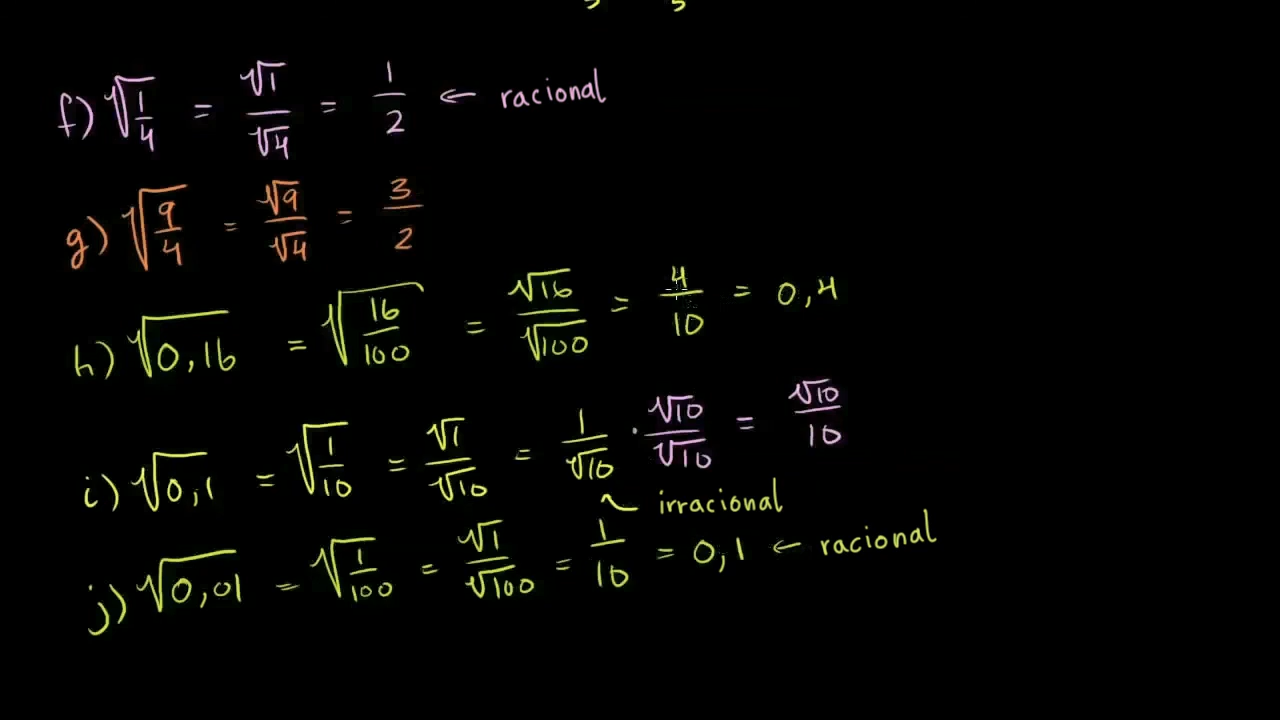 f) √(1/4) = √1/√4 = 1/2 ← racional
g) √(9/4) = √9/√4 = 3/2
h) √0,16 = √(16/100) = √16/√100 = 4/10 = 0,4
i) √0,1 = √(1/10) = √1/√10 = 1/√10 · √10/√10 = √10/10
irracional
j) √0,01 = √(1/100) = √1/√100 = 1/10 = 0,1 ← racional